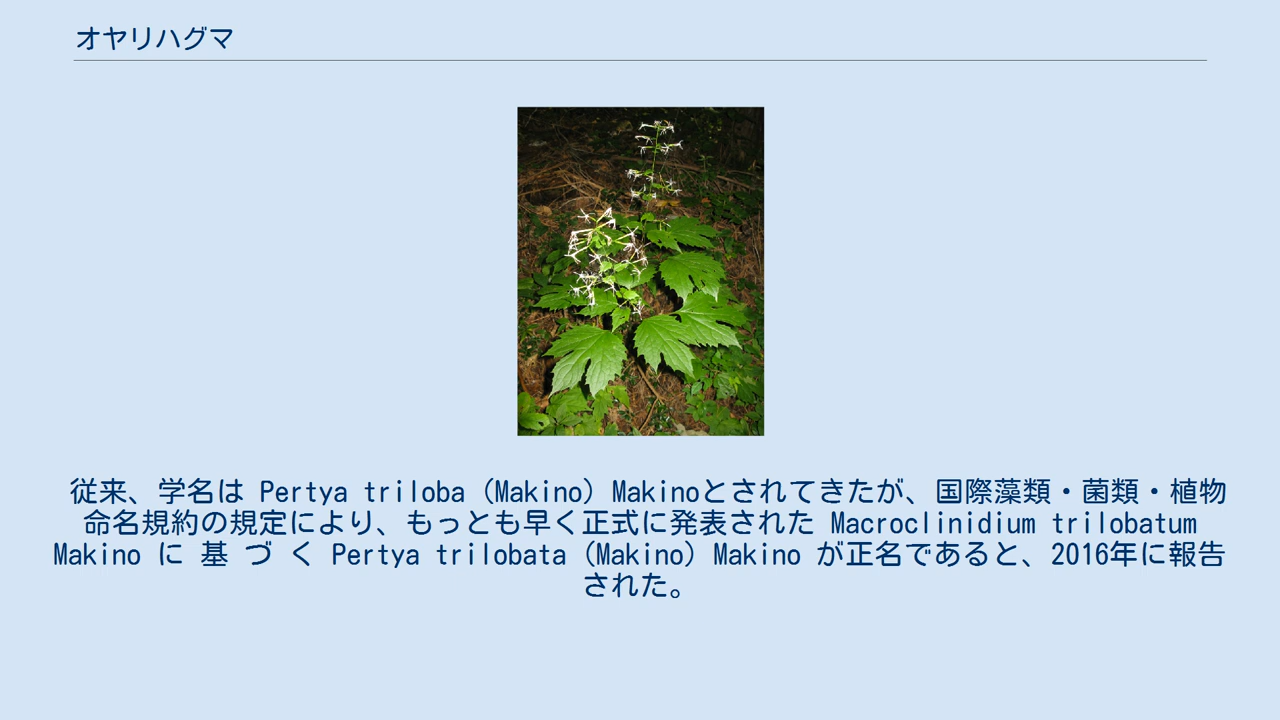 オヤリハグマ
従来、学名は Pertya triloba (Makino) Makinoとされてきたが、国際藻類・菌類・植物
命名規約の規定により、もっとも早く正式に発表された Macroclinidium trilobatum
Makino に 基 づ く Pertya trilobata (Makino) Makino が正名であると、2016年に報告
された。